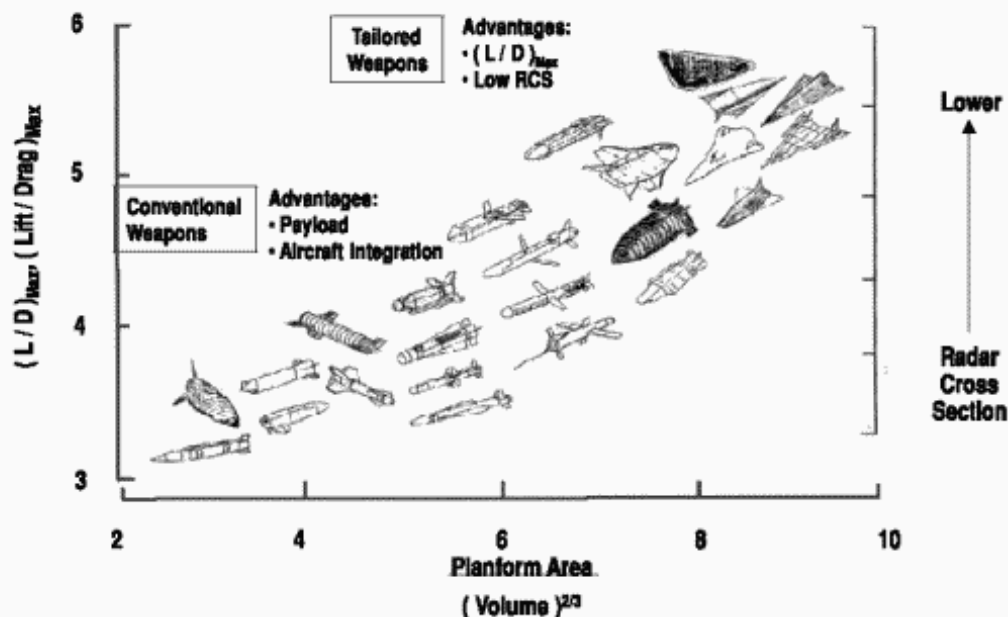 6
5
4
3
( L / D )Max, ( Lift / Drag )Max
Tailored
Weapons
Advantages:
• ( L / D )Max
• Low RCS
Conventional
Weapons
Advantages:
• Payload
• Aircraft Integration
Lower
Radar
Cross
Section
2 4 6 8 10
Planform Area
( Volume )2/3